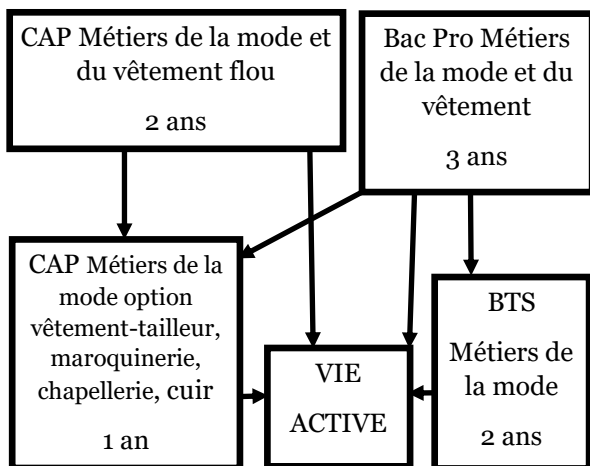 CAP Métiers de la mode et
du vêtement flou
2 ans
Bac Pro Métiers
de la mode et du
vêtement
3 ans
CAP Métiers de la
mode option
vêtement-tailleur,
maroquinerie,
chapellerie, cuir
1 an
VIE
ACTIVE
BTS
Métiers de
la mode
2 ans